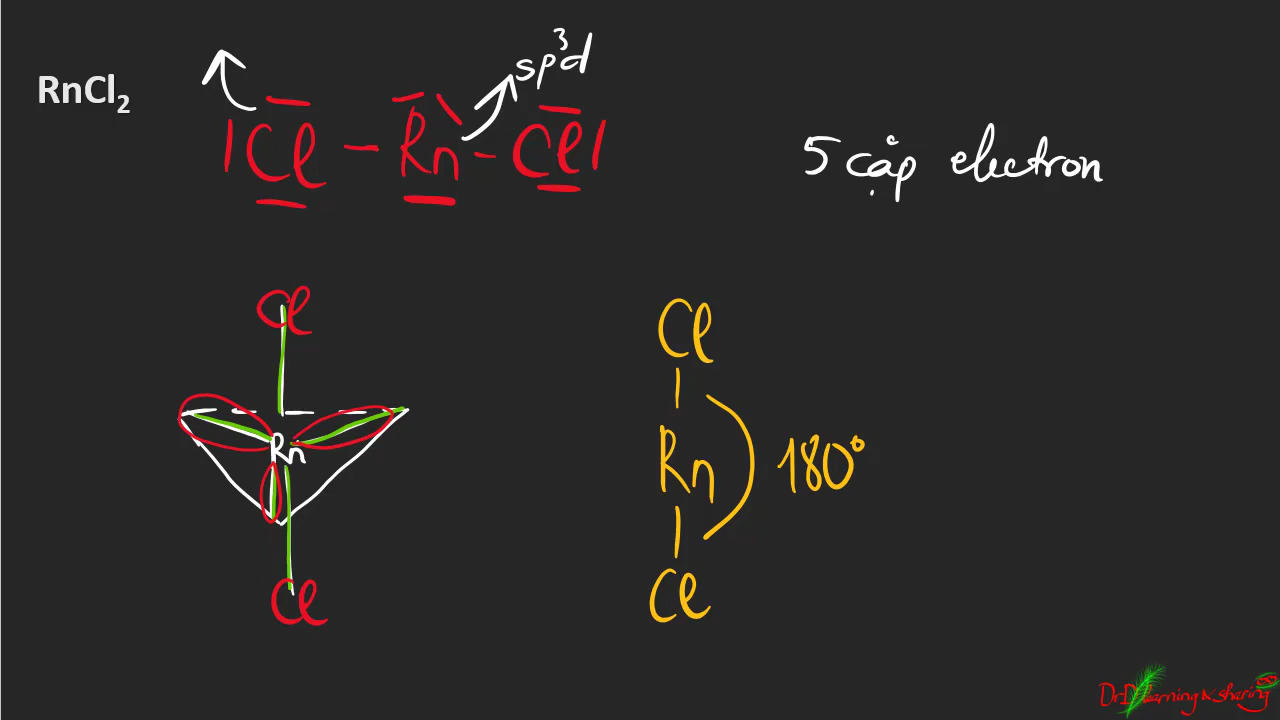 RnCl₂
sp³d
|Cl - Rn - Cl|
5 cặp electron
Cl
Rn
Cl
Cl
Rn
Cl
180°
Dr.D learning & sharing